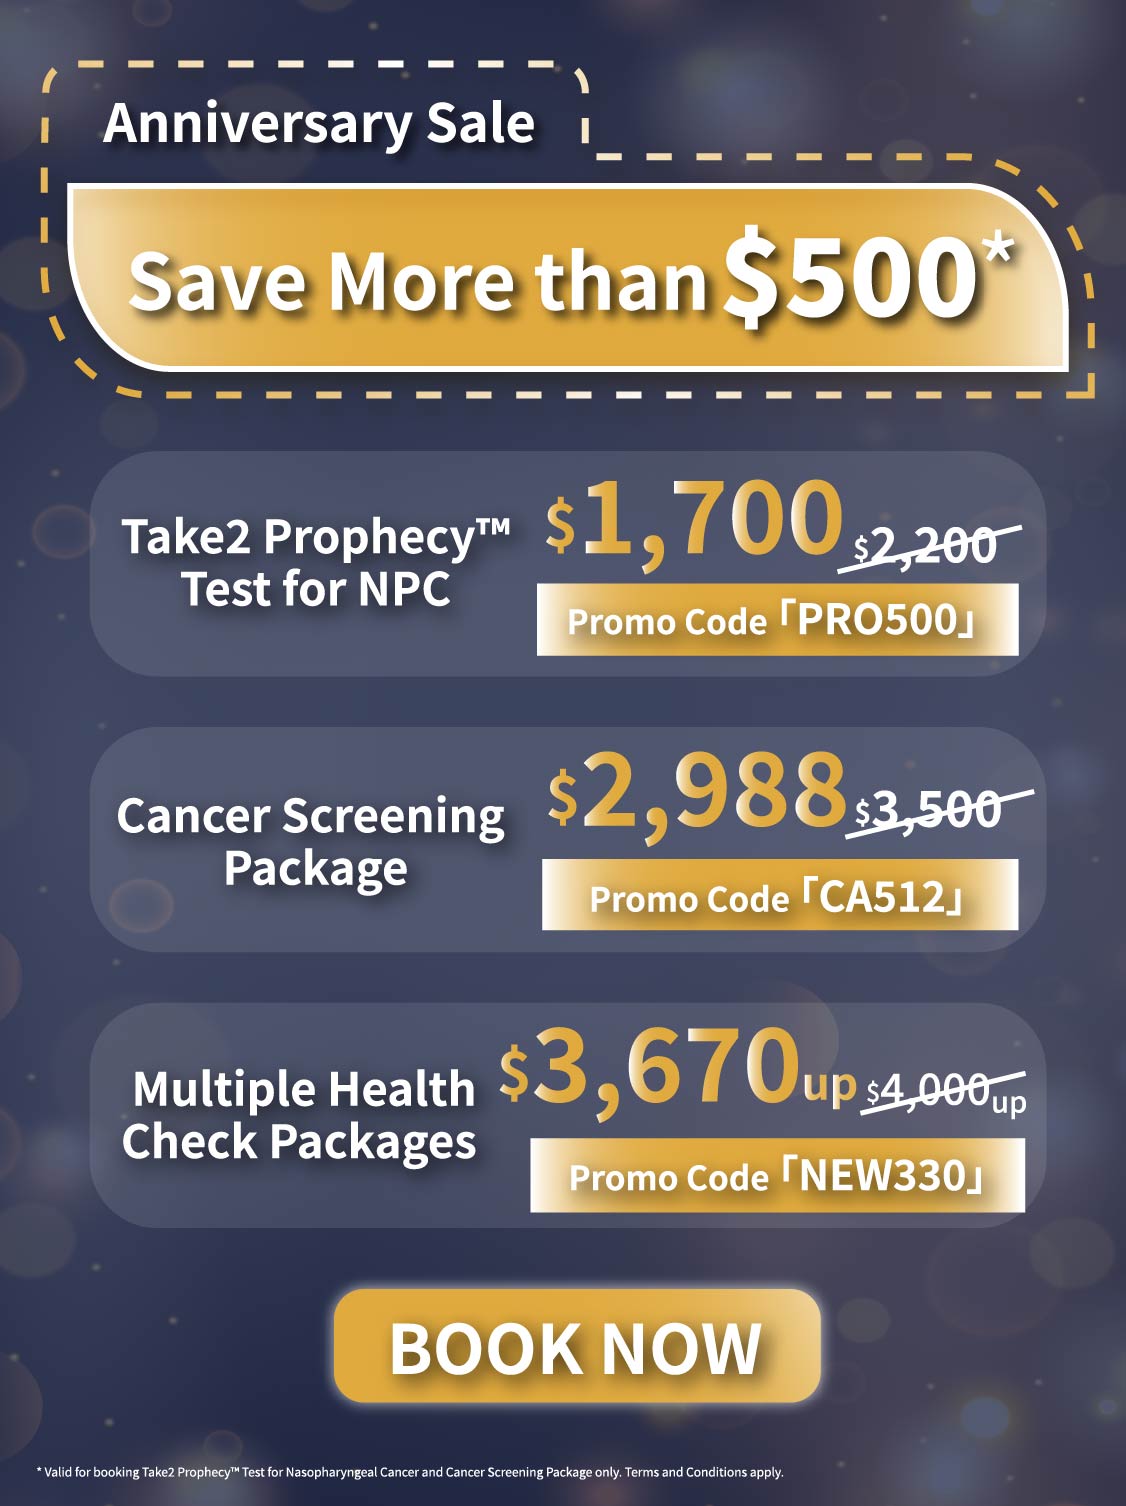 Anniversary Sale
Save More than $500*
Take2 Prophecy™
Test for NPC
$1,700 $2,200
Promo Code「PRO500」
Cancer Screening
Package
$2,988 $3,500
Promo Code「CA512」
Multiple Health
Check Packages
$3,670up $4,000up
Promo Code「NEW330」
BOOK NOW
* Valid for booking Take2 Prophecy™ Test for Nasopharyngeal Cancer and Cancer Screening Package only. Terms and Conditions apply.